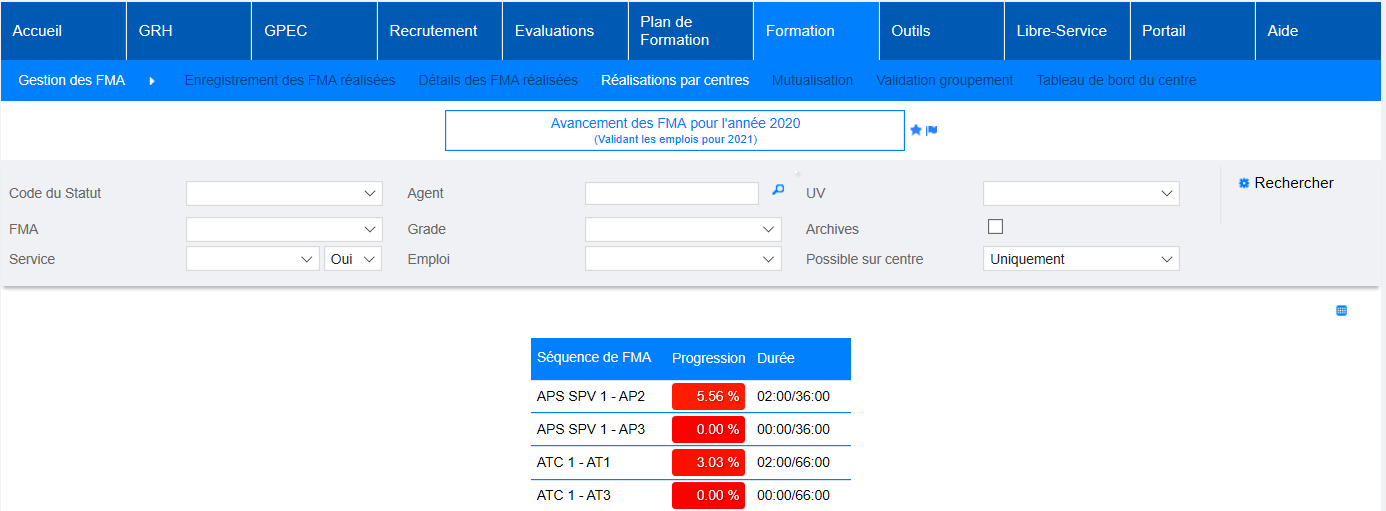 Accueil GRH GPEC Recrutement Evaluations Plan de Formation Formation Outils Libre-Service Portail Aide
Gestion des FMA Enregistrement des FMA réalisées Détails des FMA réalisées Réalisations par centres Mutualisation Validation groupement Tableau de bord du centre
Avancement des FMA pour l'année 2020
(Validant les emplois pour 2021)
Code du Statut Agent UV Rechercher
FMA Grade Archives
Service Oui Emploi Possible sur centre Uniquement
Séquence de FMA Progression Durée
APS SPV 1 - AP2 5.56 % 02:00/36:00
APS SPV 1 - AP3 0.00 % 00:00/36:00
ATC 1 - AT1 3.03 % 02:00/66:00
ATC 1 - AT3 0.00 % 00:00/66:00